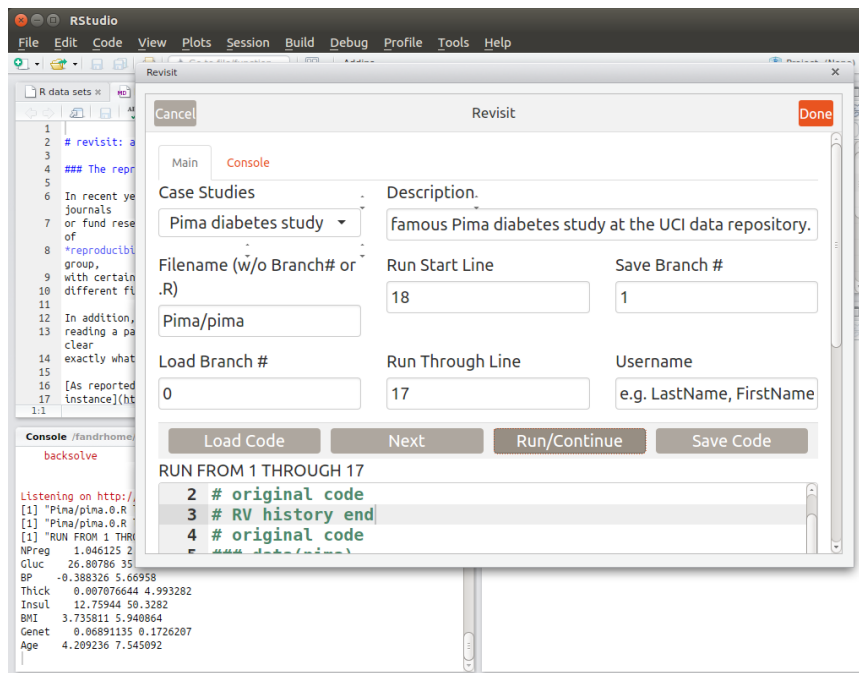 RStudio
File Edit Code View Plots Session Build Debug Profile Tools Help
Revisit
R data sets
MD
Cancel
Revisit
Done
Main
Console
Case Studies
Description
Pima diabetes study
famous Pima diabetes study at the UCI data repository.
Filename (w/o Branch# or .R)
Run Start Line
Save Branch #
Pima/pima
18
1
Load Branch #
Run Through Line
Username
0
17
e.g. LastName, FirstName
Load Code
Next
Run/Continue
Save Code
RUN FROM 1 THROUGH 17
2 # original code
3 # RV history end
4 # original code
5 ### data(pima)
1
2 # revisit: a
3
4 ### The repr
5
6 In recent ye
journals
7 or fund rese
of
8 *reproducibi
group,
9 with certain
10 different fi
11
12 In addition,
13 reading a pa
clear
14 exactly what
15
16 [As reported
17 instance](ht
1:1
Console /fandrhome/
backsolve
Listening on http:/
[1] "Pima/pima.0.R
[1] "Pima/pima.0.R
[1] "RUN FROM 1 THRO
NPreg 1.046125 2
Gluc 26.80786 35
BP -0.388326 5.66958
Thick 0.007076644 4.993282
Insul 12.75944 50.3282
BMI 3.735811 5.940864
Genet 0.06891135 0.1726207
Age 4.209236 7.545092